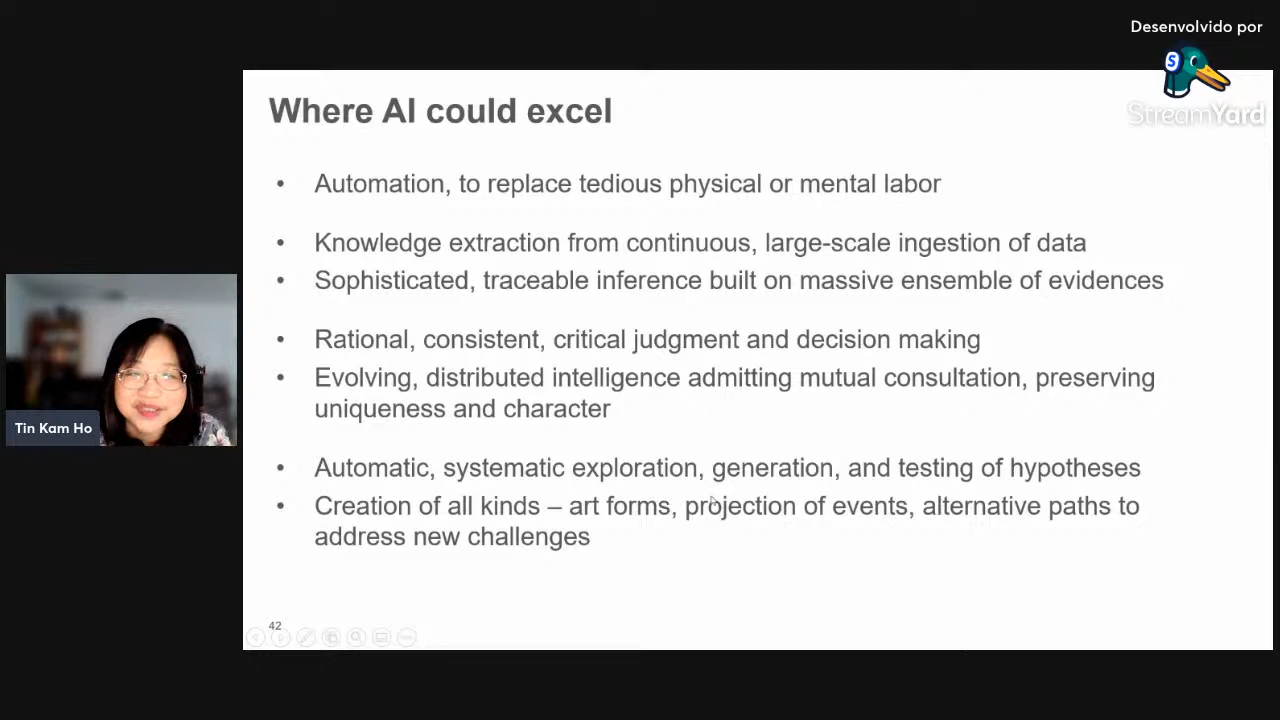 Desenvolvido por
S
StreamYard
Where AI could excel
• Automation, to replace tedious physical or mental labor
• Knowledge extraction from continuous, large-scale ingestion of data
• Sophisticated, traceable inference built on massive ensemble of evidences
• Rational, consistent, critical judgment and decision making
• Evolving, distributed intelligence admitting mutual consultation, preserving
uniqueness and character
• Automatic, systematic exploration, generation, and testing of hypotheses
• Creation of all kinds – art forms, projection of events, alternative paths to
address new challenges
42
Tin Kam Ho